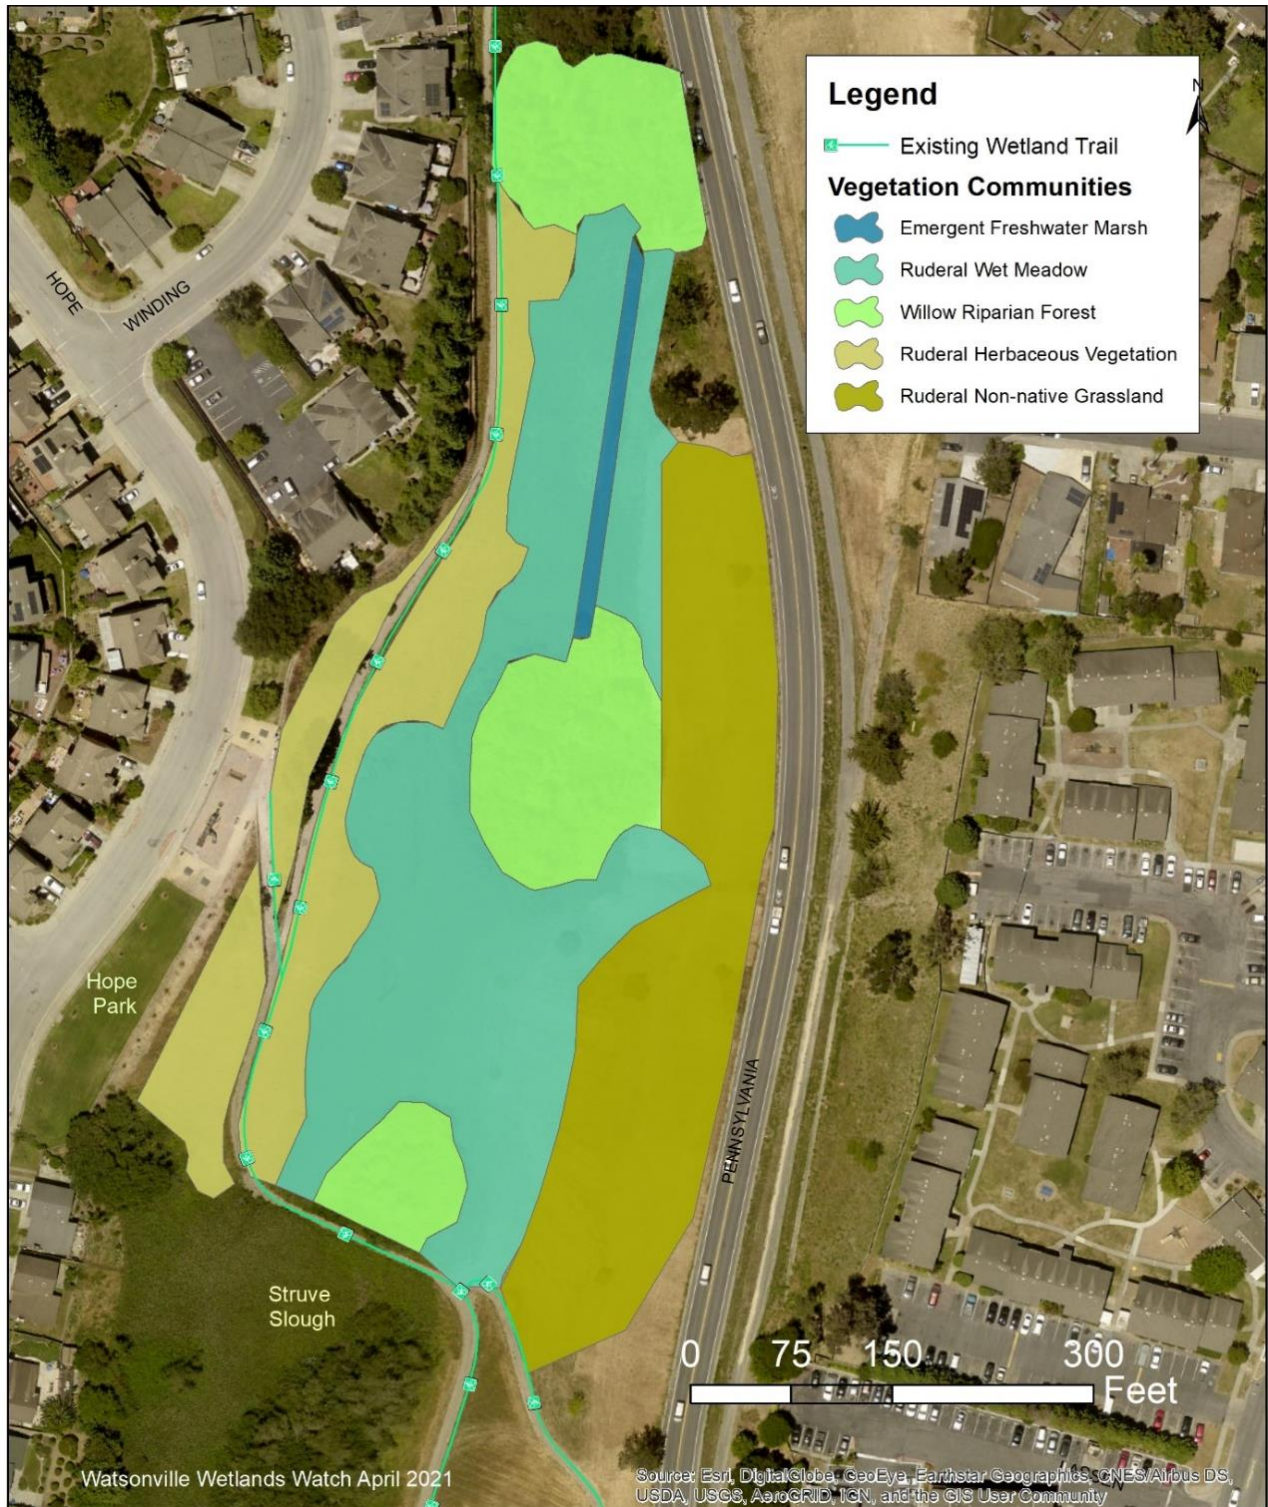 N
Legend
Existing Wetland Trail
Vegetation Communities
Emergent Freshwater Marsh
Ruderal Wet Meadow
Willow Riparian Forest
Ruderal Herbaceous Vegetation
Ruderal Non-native Grassland
HOPE
WINDING
Hope
Park
PENNSYLVANIA
Struve
Slough
0 75 150 300
Feet
Watsonville Wetlands Watch April 2021
Source: Esri, DigitalGlobe, GeoEye, Earthstar Geographics, CNES/Airbus DS,
USDA, USGS, AeroGRID, IGN, and the GIS User Community